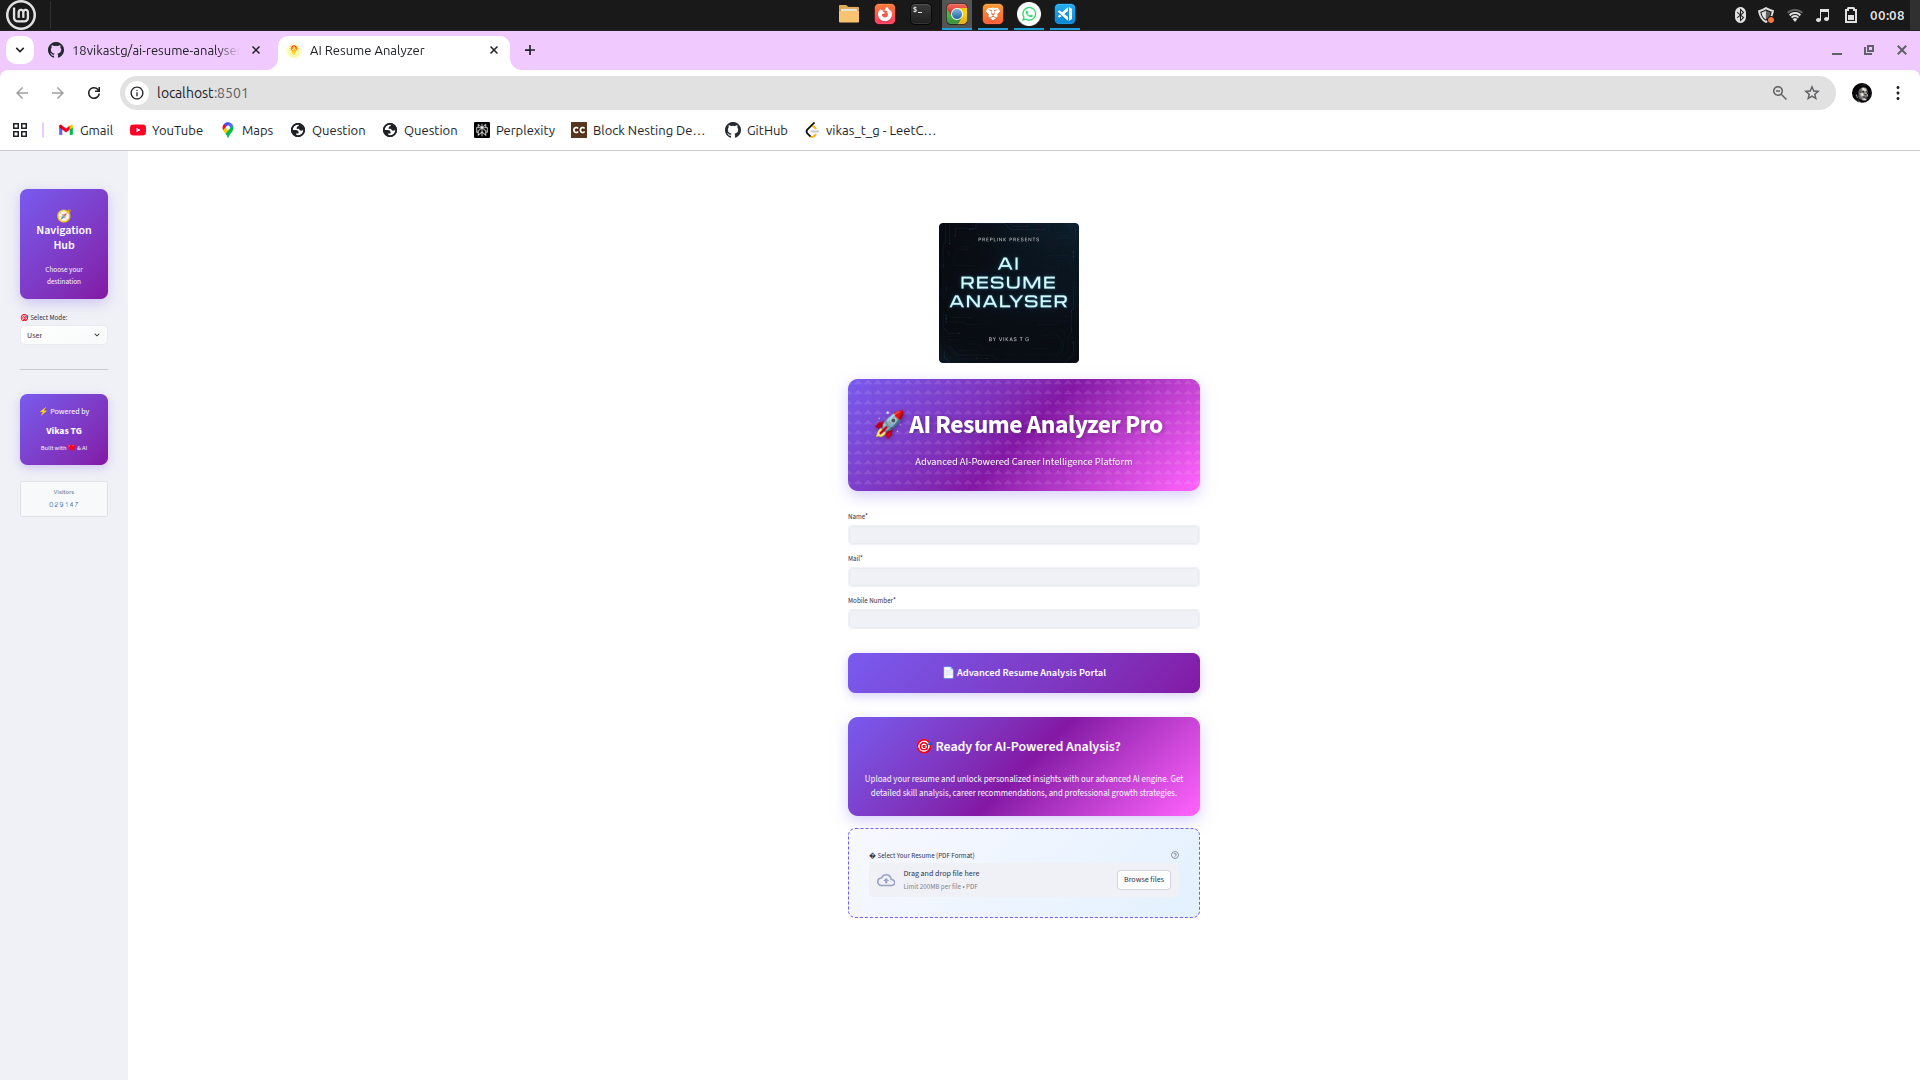 00:08
18vikastg/ai-resume-analyse
AI Resume Analyzer
localhost:8501
Gmail
YouTube
Maps
Question
Question
Perplexity
Block Nesting De...
GitHub
vikas_t_g - LeetC...
🧭
Navigation
Hub
Choose your
destination
🎯 Select Mode:
User
⚡ Powered by
Vikas TG
Built with ❤️ & AI
Visitors
029147
PREPLINK PRESENTS
AI
RESUME
ANALYSER
BY VIKAS T G
🚀 AI Resume Analyzer Pro
Advanced AI-Powered Career Intelligence Platform
Name*
Mail*
Mobile Number*
📄 Advanced Resume Analysis Portal
🎯 Ready for AI-Powered Analysis?
Upload your resume and unlock personalized insights with our advanced AI engine. Get
detailed skill analysis, career recommendations, and professional growth strategies.
� Select Your Resume (PDF Format)
Drag and drop file here
Limit 200MB per file • PDF
Browse files